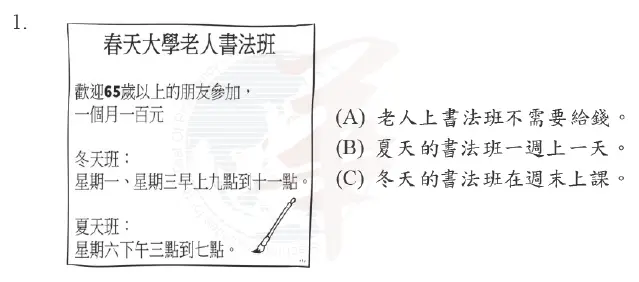 1.
春天大學老人書法班
歡迎65歲以上的朋友參加，
一個月一百元
冬天班：
星期一、星期三早上九點到十一點。
夏天班：
星期六下午三點到七點。
(A) 老人上書法班不需要給錢。
(B) 夏天的書法班一週上一天。
(C) 冬天的書法班在週末上課。